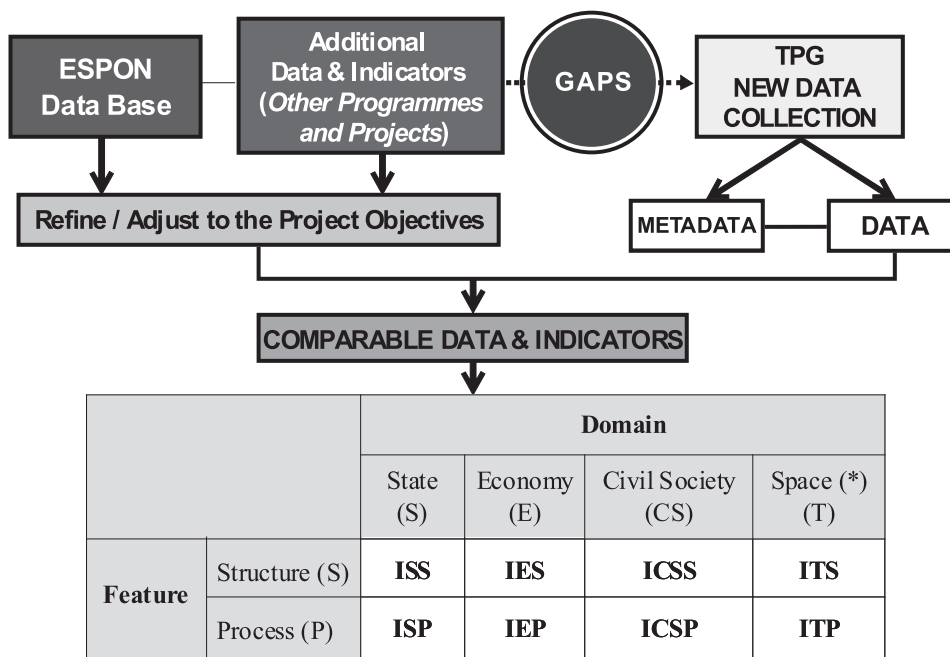 ESPON
Data Base
Additional
Data & Indicators
(Other Programmes
and Projects)
GAPS
TPG
NEW DATA
COLLECTION
Refine / Adjust to the Project Objectives
METADATA
DATA
COMPARABLE DATA & INDICATORS
Domain
State
(S)
Economy
(E)
Civil Society
(CS)
Space (*)
(T)
Feature
Structure (S)
ISS
IES
ICSS
ITS
Process (P)
ISP
IEP
ICSP
ITP